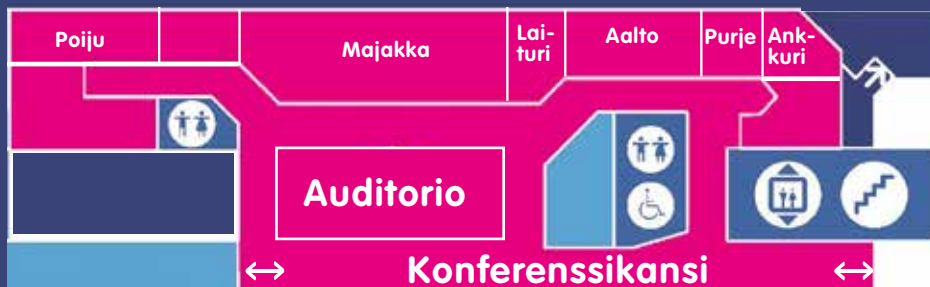 Poiju
Majakka
Lai-
turi
Aalto
Purje
Ank-
kuri
Auditorio
Konferenssikansi